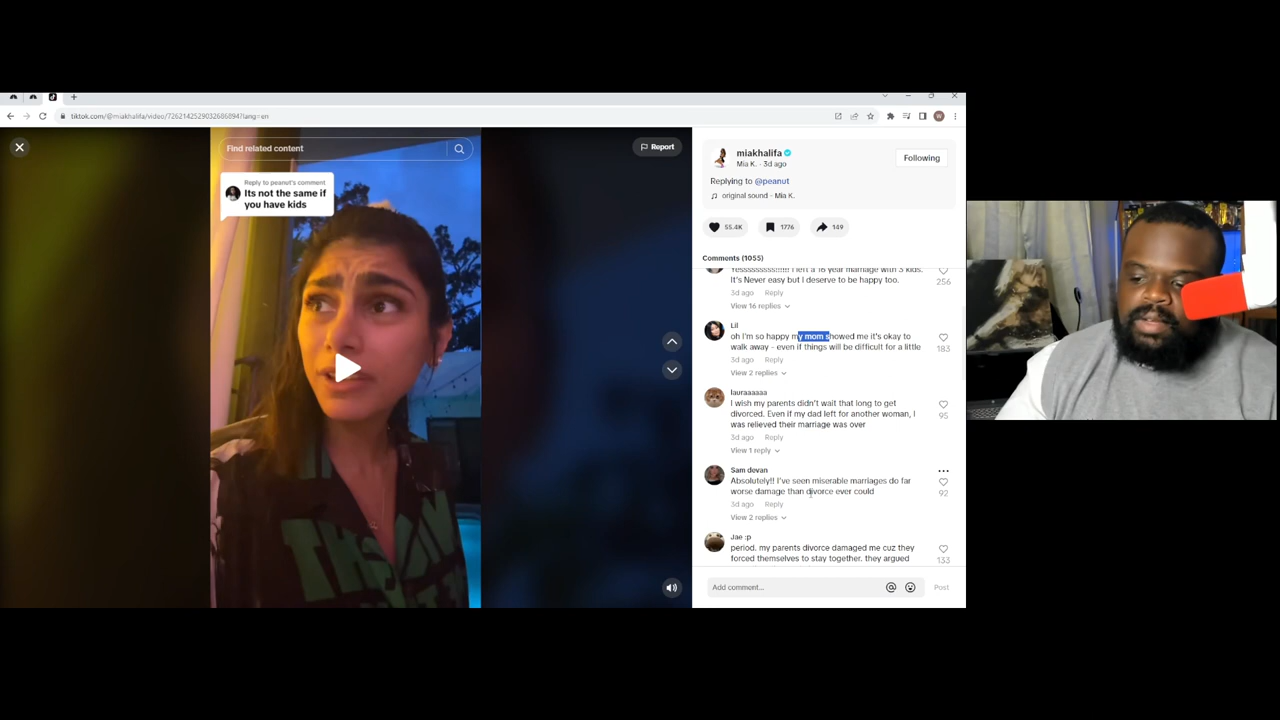 tiktok.com/@miakhalifa/video/7262142529032686894?lang=en
W
Find related content
Report
Reply to peanut's comment
Its not the same if
you have kids
miakhalifa
Mia K. · 3d ago
Following
Replying to @peanut
original sound - Mia K.
55.4K
1776
149
Comments (1055)
Yesssssssss!!!!! I left a 16 year marriage with 3 kids.
It's Never easy but I deserve to be happy too.
256
3d ago Reply
View 16 replies
Lil
oh I'm so happy my mom showed me it's okay to
walk away - even if things will be difficult for a little
183
3d ago Reply
View 2 replies
lauraaaaaa
I wish my parents didn't wait that long to get
divorced. Even if my dad left for another woman, I
was relieved their marriage was over
95
3d ago Reply
View 1 reply
Sam devan
Absolutely!! I've seen miserable marriages do far
worse damage than divorce ever could
92
3d ago Reply
View 2 replies
Jae :p
period. my parents divorce damaged me cuz they
forced themselves to stay together. they argued
133
Add comment...
Post